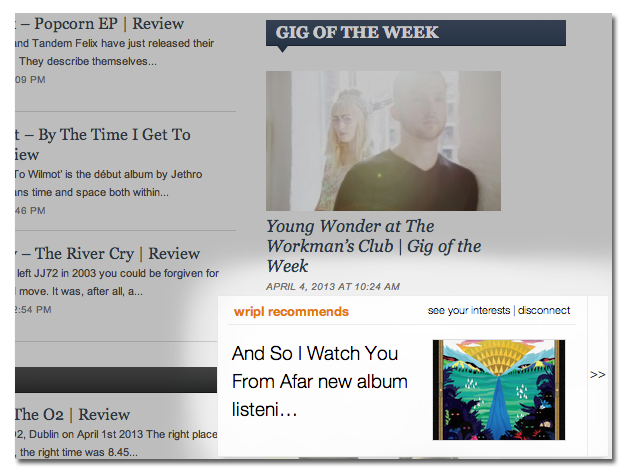 – Popcorn EP | Review
and Tandem Felix have just released their
They describe themselves...
:09 PM
t – By The Time I Get To
iew
To Wilmot' is the début album by Jethro
ans time and space both within...
:46 PM
y – The River Cry | Review
left JJ72 in 2003 you could be forgiven for
l move. It was, after all, a...
2:54 PM
The O2 | Review
2, Dublin on April 1st 2013 The right place
, the right time was 8.45...
GIG OF THE WEEK
Young Wonder at The
Workman's Club | Gig of the
Week
APRIL 4, 2013 AT 10:24 AM
wripl recommends
see your interests | disconnect
And So I Watch You
From Afar new album
listeni…
>>